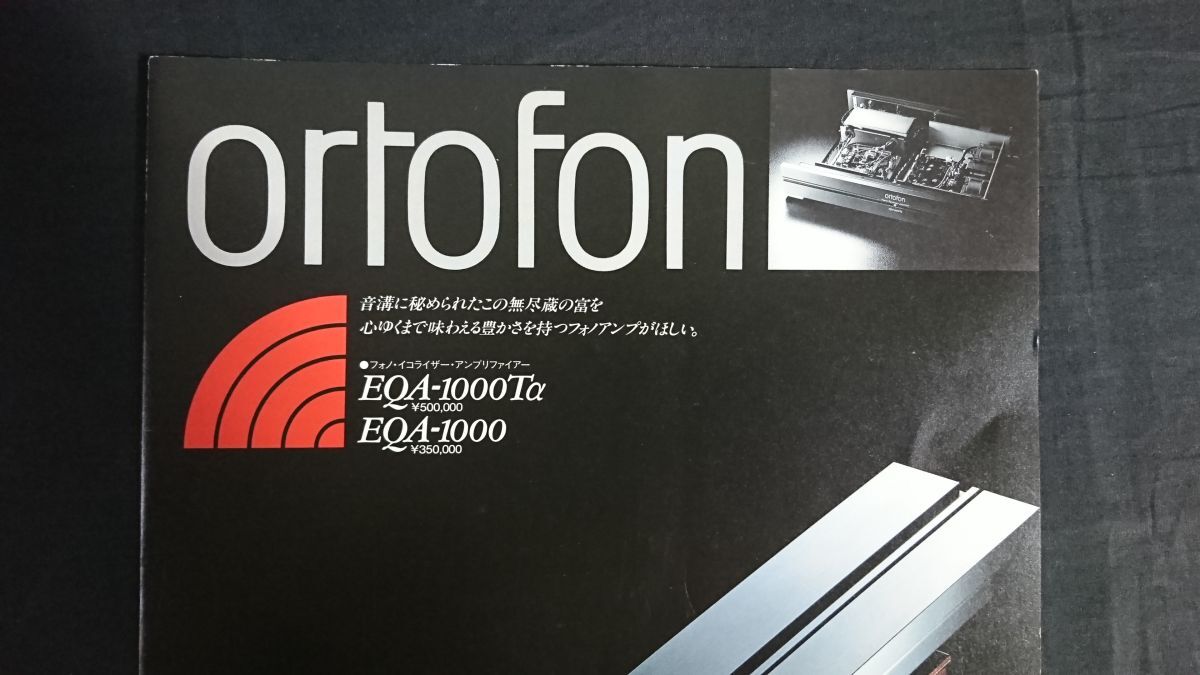 ortofon
ortofon
音溝に秘められたこの無尽蔵の富を
心ゆくまで味わえる豊かさを持つフォノアンプがほしい。
●フォノ・イコライザー・アンプリファイアー
EQA-1000Tα
¥500,000
EQA-1000
¥350,000